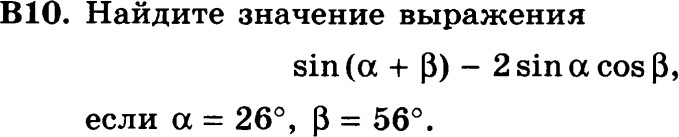 В10. Найдите значение выражения
sin (α + β) − 2 sin α cos β,
если α = 26°, β = 56°.